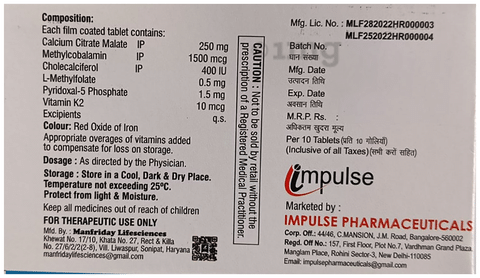 Composition:
Each film coated tablet contains:
Calcium Citrate Malate IP 250 mg
Methylcobalamin IP 1500 mcg
Cholecalciferol IP 400 IU
L-Methylfolate 0.5 mg
Pyridoxal-5 Phosphate 1.5 mg
Vitamin K2 10 mcg
Excipients q.s.
Colour: Red Oxide of Iron
Appropriate overages of vitamins added
to compensate for loss on storage.
Dosage : As directed by the Physician.
Storage : Store in a Cool, Dark & Dry Place.
Temperature not exceeding 25°C.
Protect from light & Moisture.
Keep all medicines out of reach of children
FOR THERAPEUTIC USE ONLY
Mfg. By.: Manfriday Lifesciences
Khewat No. 17/10, Khata No. 27, Rect & Killa
No. 27/6/2/2(2-8), Vill. Liwaspur, Sonipat, Haryana
manfridaylifesciences@gmail.com
CAUTION : Not to be sold by retail without the
prescription of a Registered Medical Practitioner.
Mfg. Lic. No. : MLF282022HR000003
MLF252022HR000004
Batch No.
घान संख्या
Mfg. Date
उत्पादन तिथि
Exp. Date
अवसान तिथि
M.R.P. Rs. :
अधिकतम खुदरा मूल्य
Per 10 Tablets (प्रति 10 गोलियाँ)
(Inclusive of all Taxes) (सभी करों सहित)
impulse
Marketed by :
IMPULSE PHARMACEUTICALS
Corp. Off.: 44/46, C.MANSION, J.M. Road, Bangalore-560002
Regd. Off No.: 157, First Floor, Plot No.7, Vardhman Grand Plaza,
Manglam Place, Rohini Sector-3, New Delhi-110085
Email: impulsepharmaceuticals@gmail.com